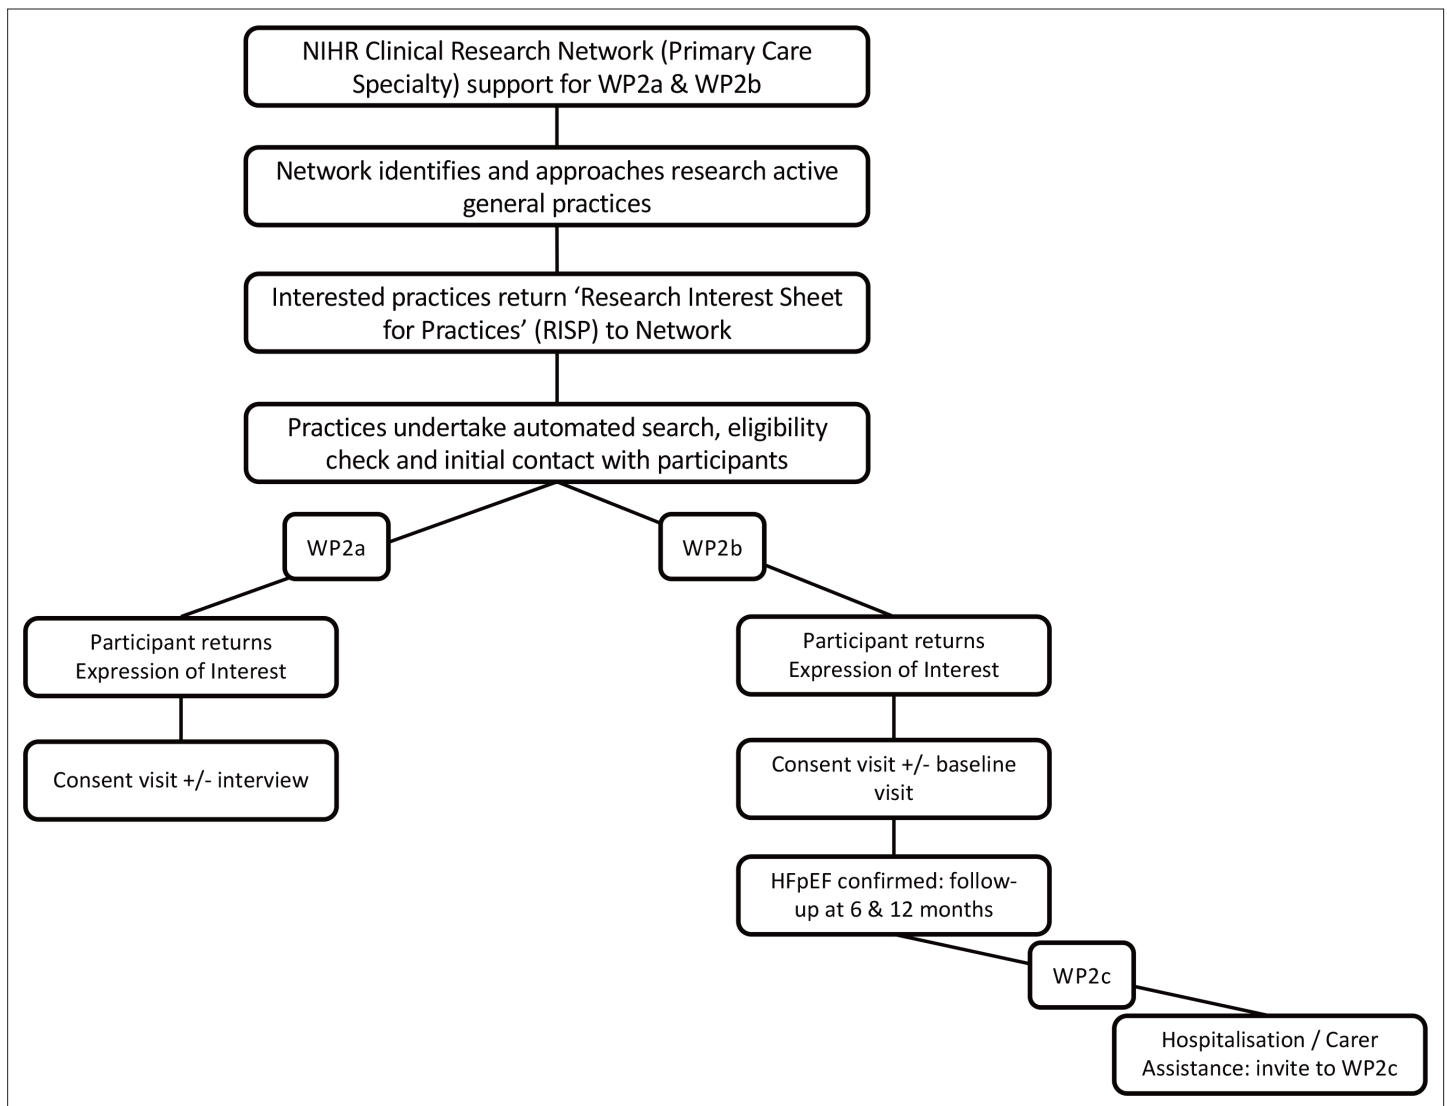 NIHR Clinical Research Network (Primary Care
Specialty) support for WP2a & WP2b
Network identifies and approaches research active
general practices
Interested practices return ‘Research Interest Sheet
for Practices’ (RISP) to Network
Practices undertake automated search, eligibility
check and initial contact with participants
WP2a
WP2b
Participant returns
Expression of Interest
Participant returns
Expression of Interest
Consent visit +/- interview
Consent visit +/- baseline
visit
HFpEF confirmed: follow-
up at 6 & 12 months
WP2c
Hospitalisation / Carer
Assistance: invite to WP2c